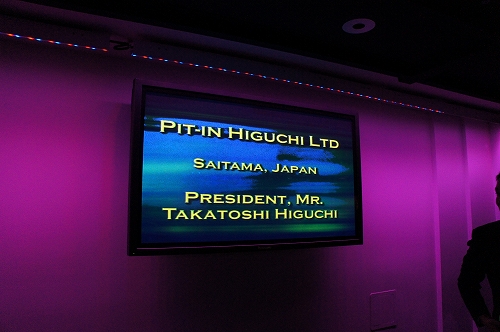 Pit-in Higuchi Ltd
Saitama, Japan
President, Mr.
Takatoshi Higuchi